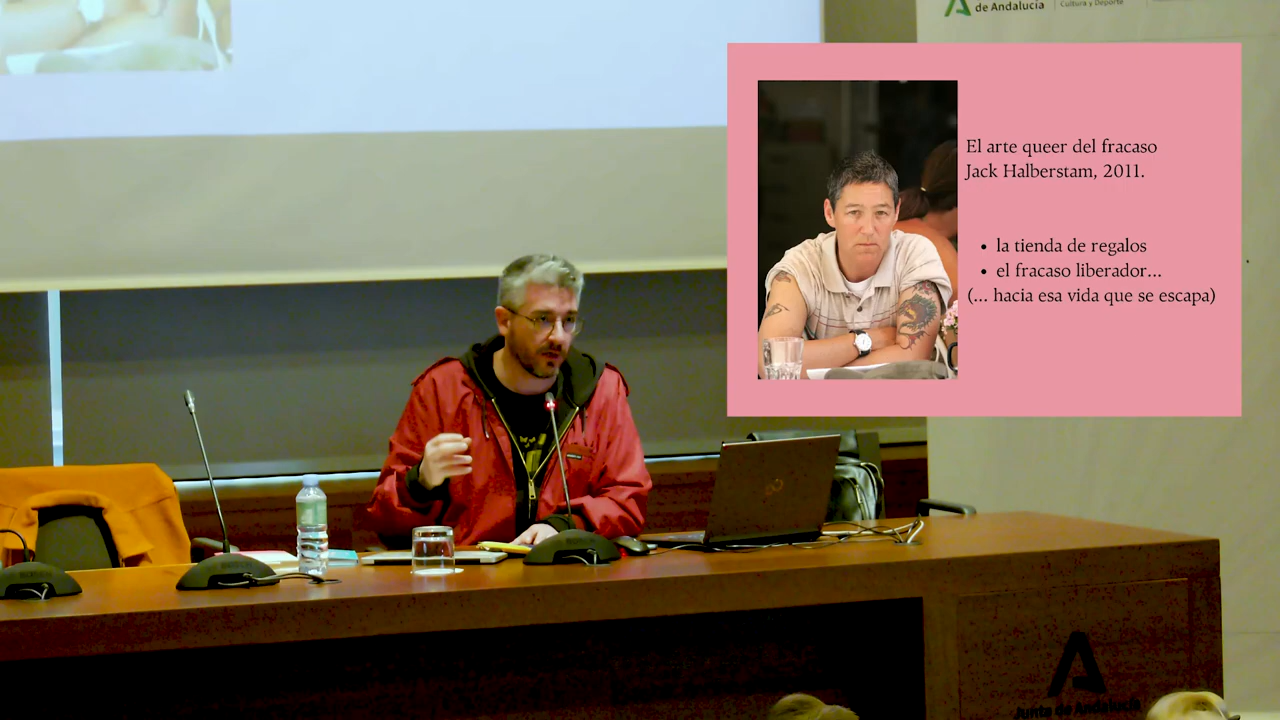 de Andalucía
Cultura y Deporte
El arte queer del fracaso
Jack Halberstam, 2011.
• la tienda de regalos
• el fracaso liberador...
(... hacia esa vida que se escapa)
Junta de Andalucía